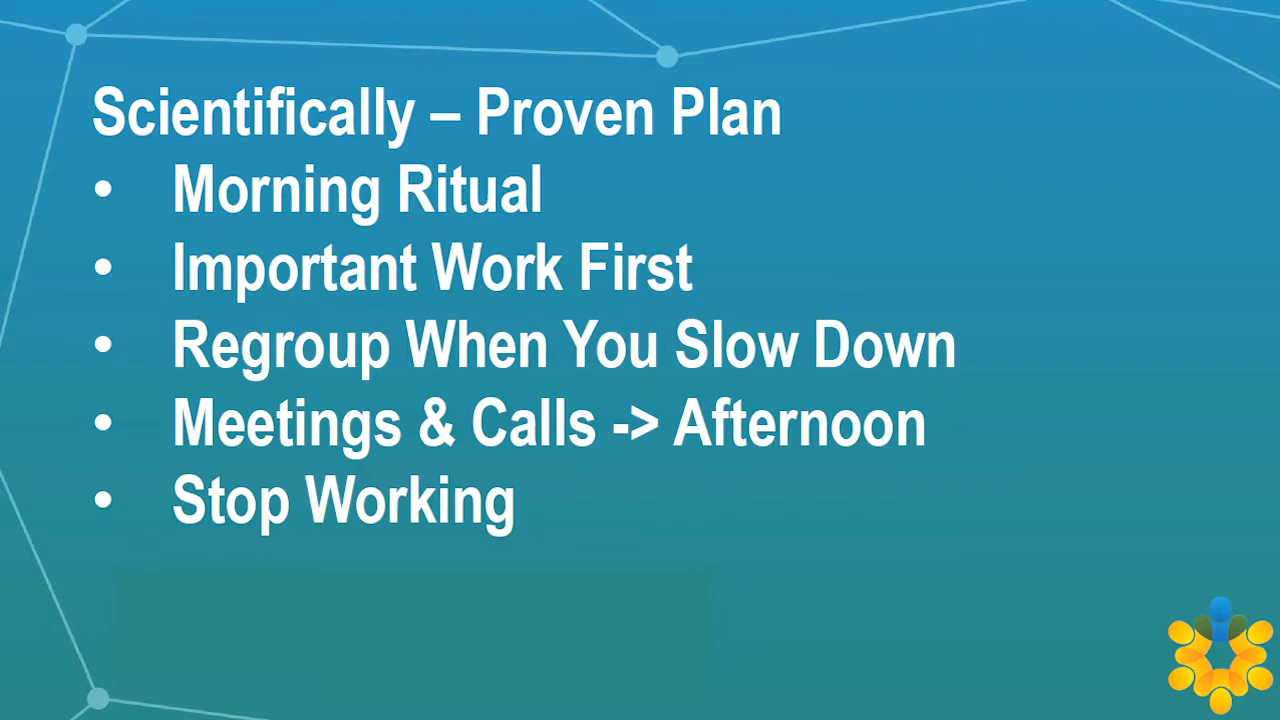 Scientifically – Proven Plan
• Morning Ritual
• Important Work First
• Regroup When You Slow Down
• Meetings & Calls -> Afternoon
• Stop Working